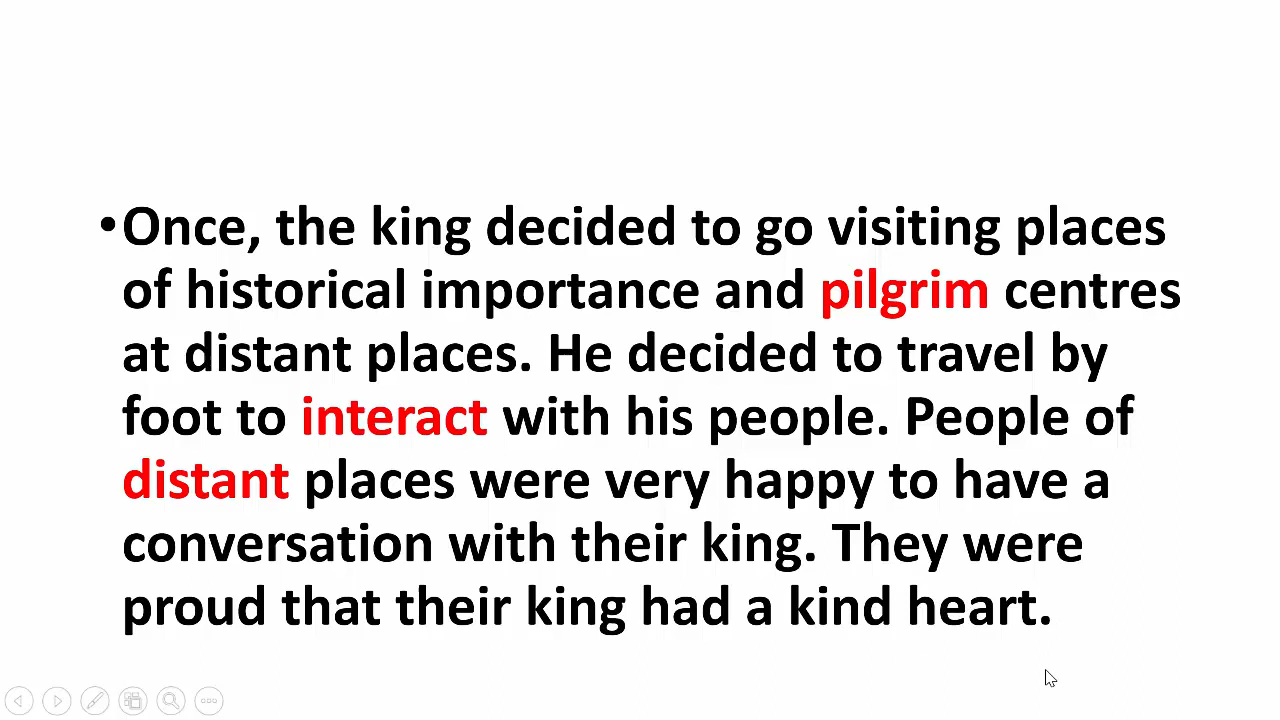 •Once, the king decided to go visiting places
of historical importance and pilgrim centres
at distant places. He decided to travel by
foot to interact with his people. People of
distant places were very happy to have a
conversation with their king. They were
proud that their king had a kind heart.